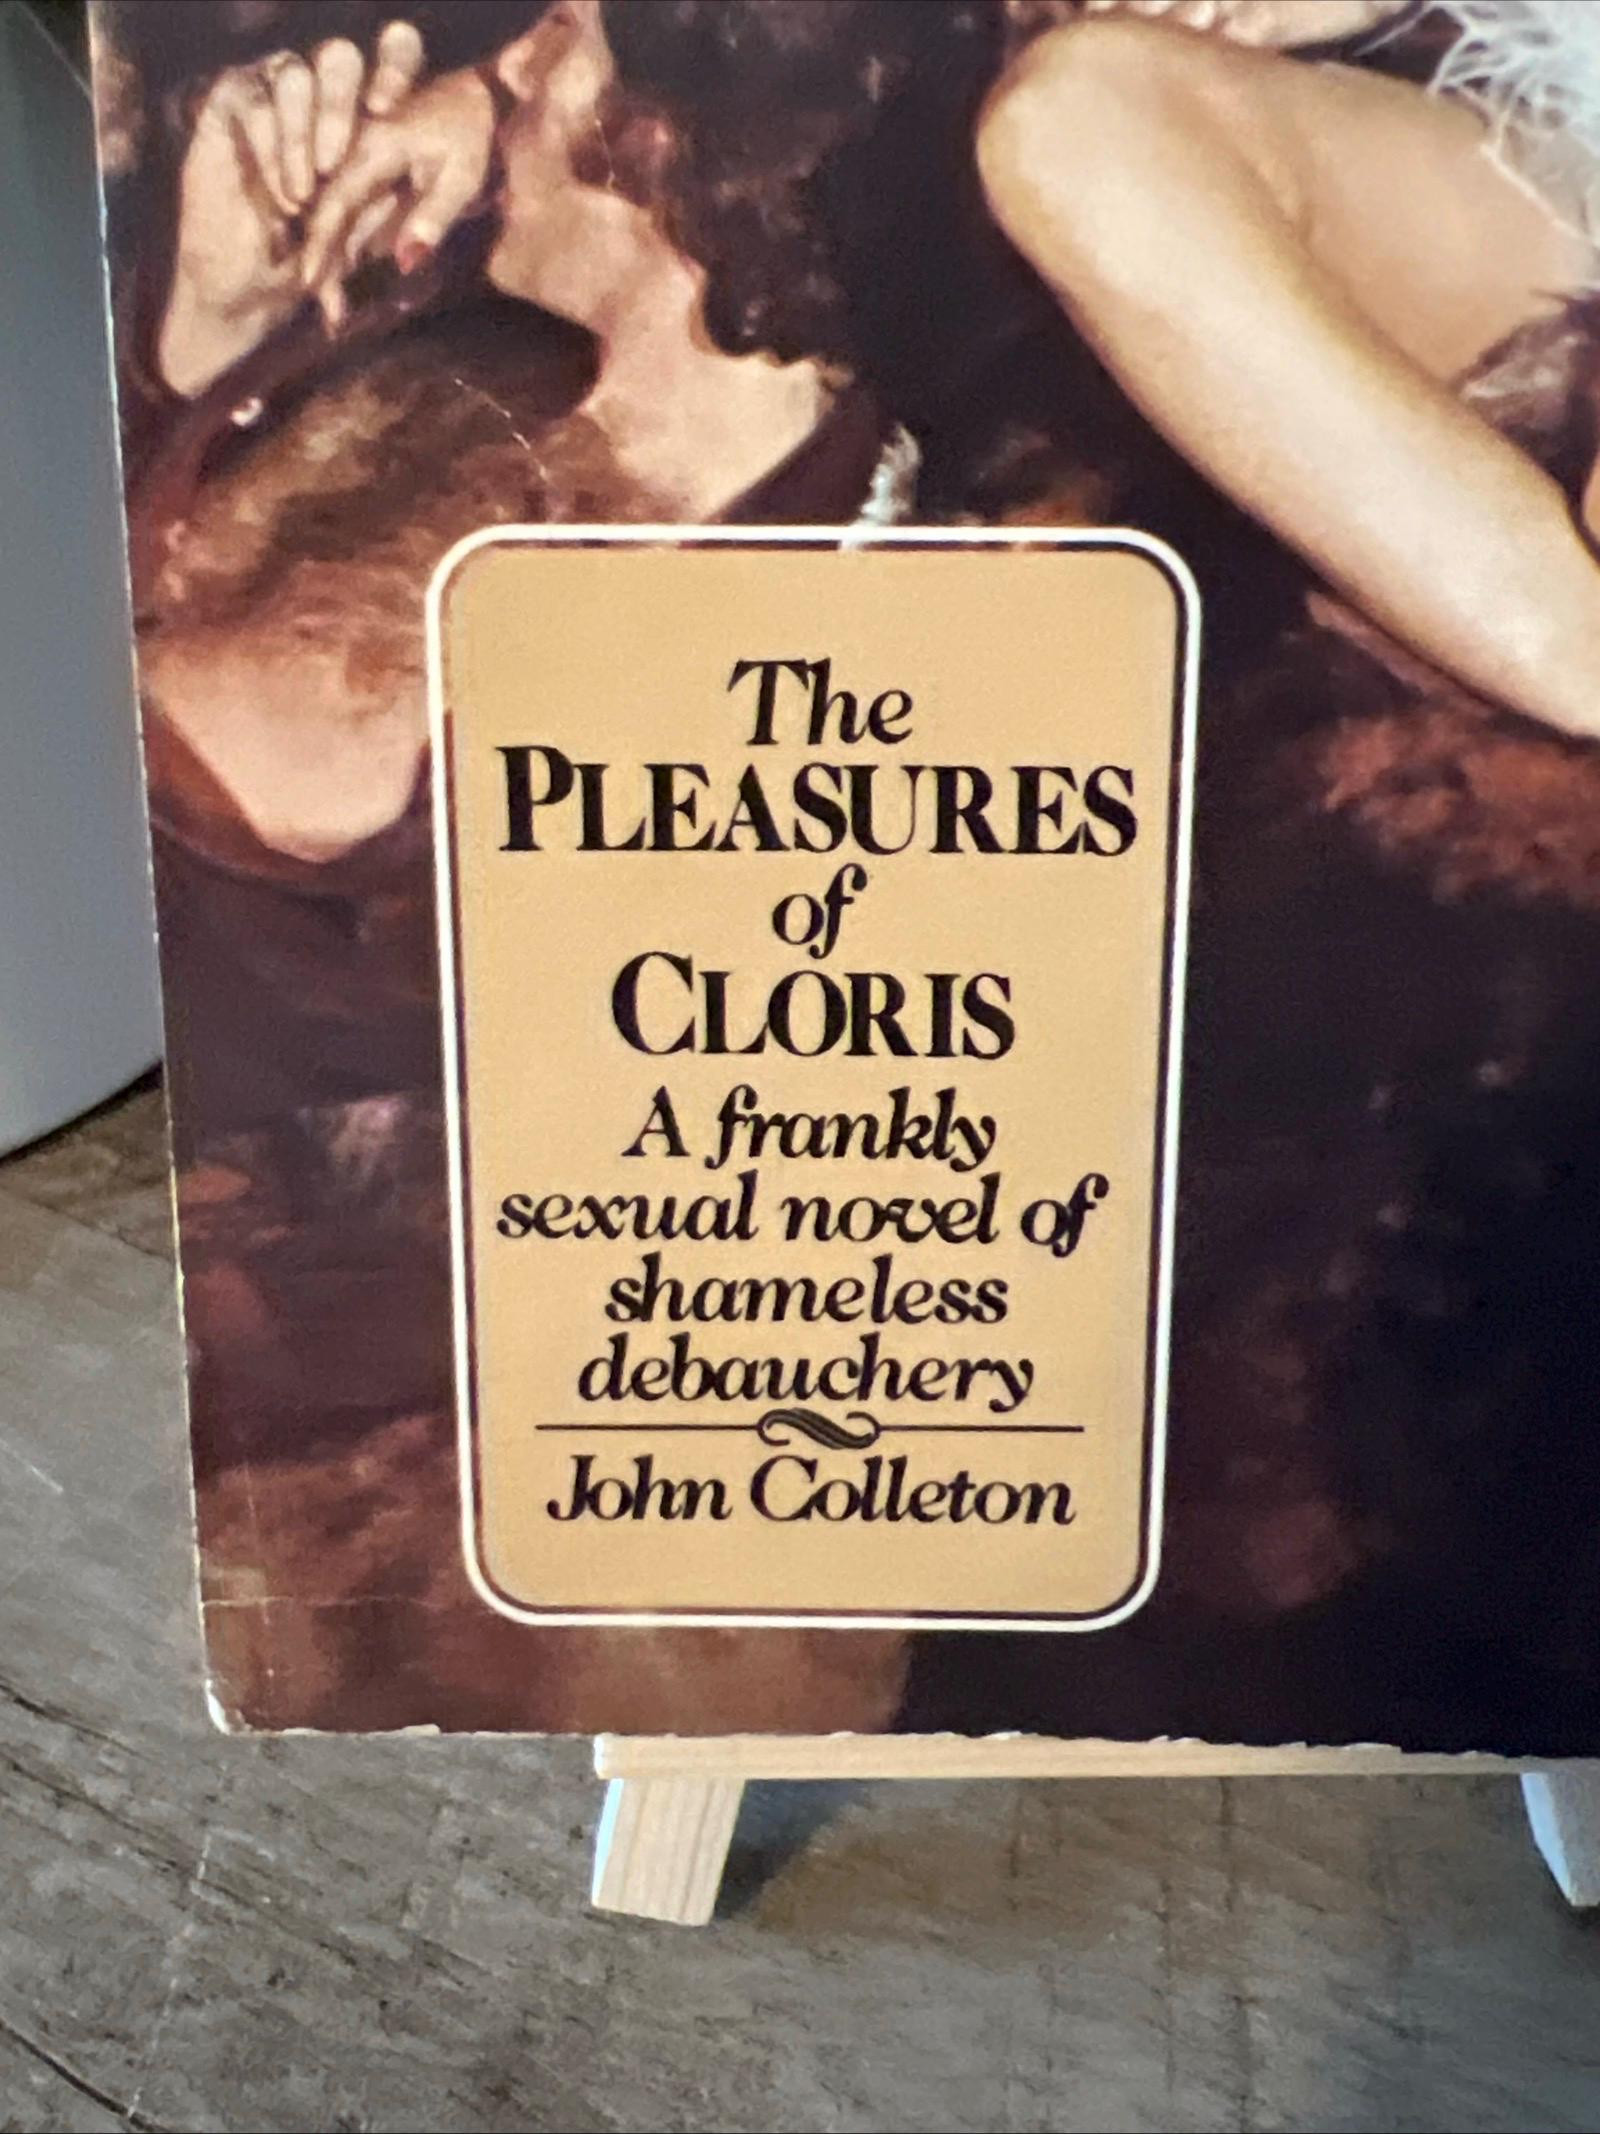 The
PLEASURES
of
CLORIS
A frankly
sexual novel of
shameless
debauchery
John Colleton